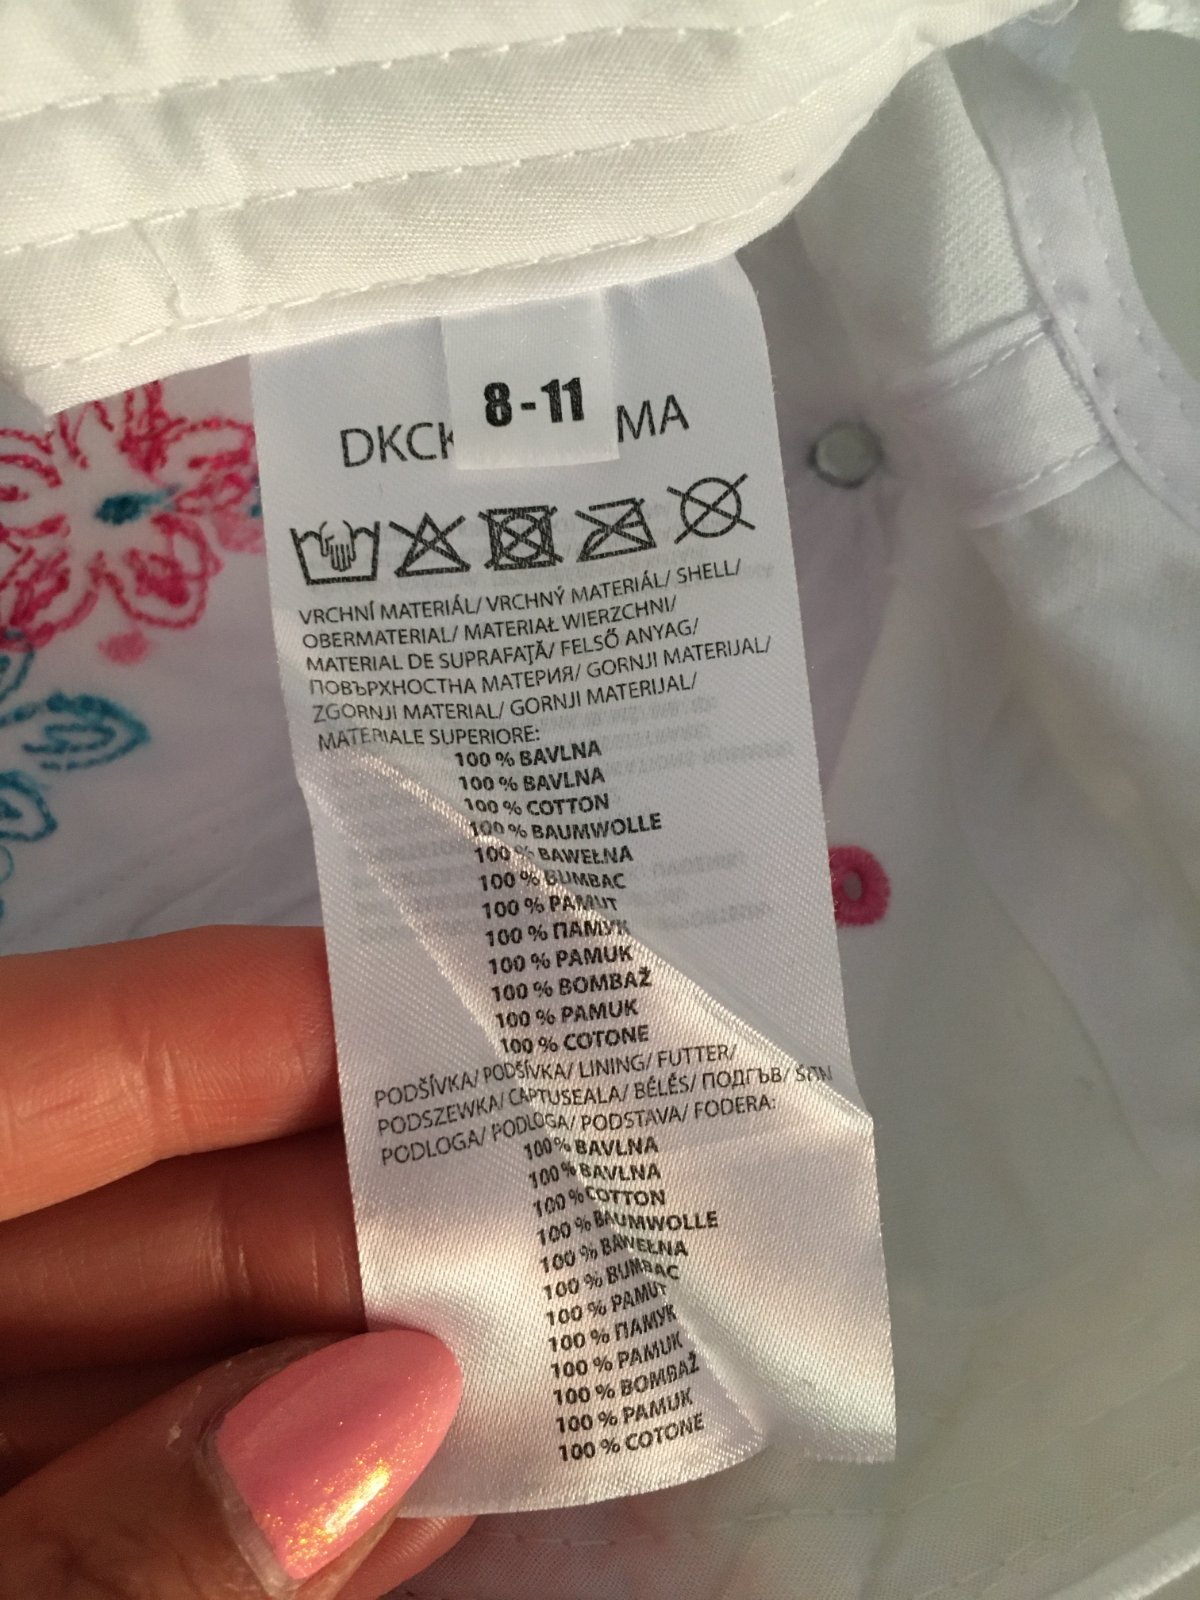 8-11
DKCK MA
VRCHNÍ MATERIÁL/ VRCHNÝ MATERIÁL/ SHELL/
OBERMATERIAL/ MATERIAŁ WIERZCHNI/
MATERIAL DE SUPRAFAŢĂ/ FELSŐ ANYAG/
ПОВЪРХНОСТНА МАТЕРИЯ/ GORNJI MATERIJAL/
ZGORNJI MATERIAL/ GORNJI MATERIJAL/
MATERIALE SUPERIORE:
100 % BAVLNA
100 % BAVLNA
100 % COTTON
100 % BAUMWOLLE
100 % BAWEŁNA
100 % BUMBAC
100 % PAMUT
100 % ПАМУК
100 % PAMUK
100 % BOMBAŽ
100 % PAMUK
100 % COTONE
PODŠÍVKA/ PODŠÍVKA/ LINING/ FUTTER/
PODSZEWKA/ CAPTUSEALA/ BÉLÉS/ ПОДГЪВ/
PODLOGA/ PODLOGA/ PODSTAVA/ FODERA:
100% BAVLNA
100 % BAVLNA
100 % COTTON
100 % BAUMWOLLE
100 % BAWEŁNA
100 % BUMBAC
100 % PAMUT
100 % ПАМУК
100 % PAMUK
100 % BOMBAŽ
100 % PAMUK
100 % COTONE